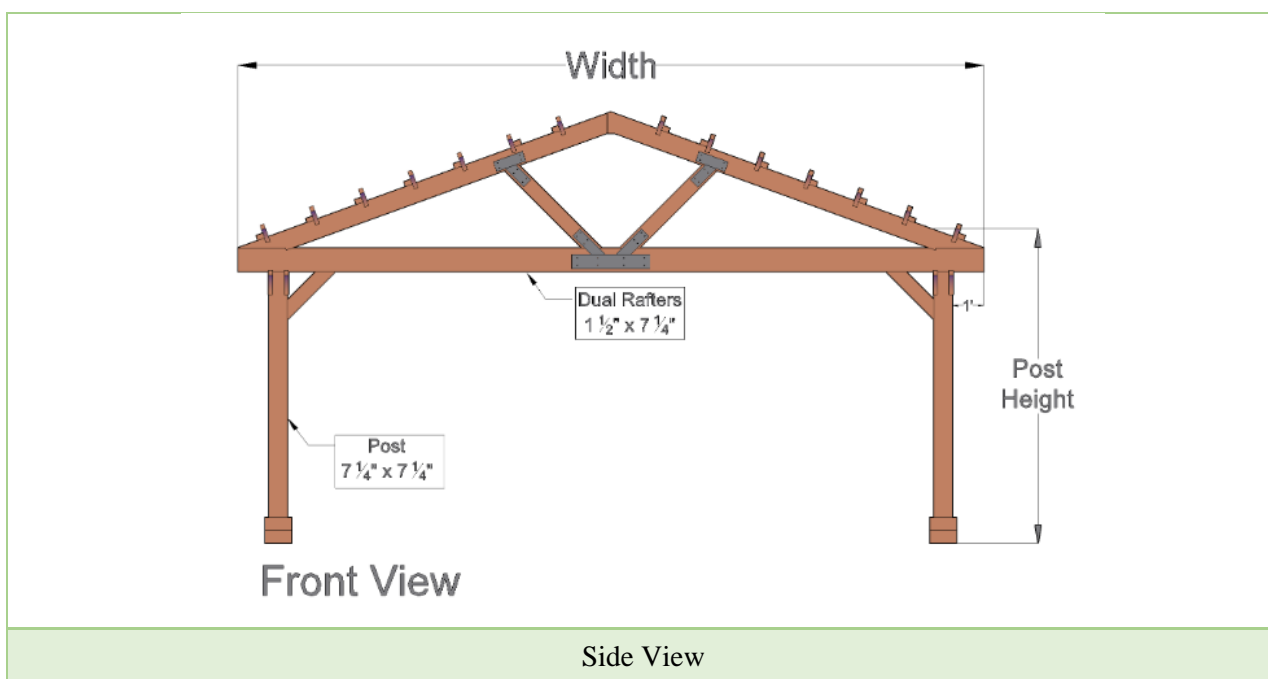 Width
Dual Rafters
1 ½" x 7 ¼"
1'
Post
Height
Post
7 ¼" x 7 ¼"
Front View
Side View